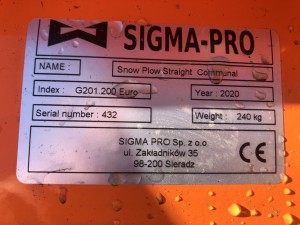 SIGMA-PRO
NAME : Snow Plow Straight Communal
Index : G201.200 Euro Year : 2020
Serial number : 432 Weight : 240 kg
SIGMA PRO Sp. z o.o.
ul. Zakładników 35
98-200 Sieradz
CE